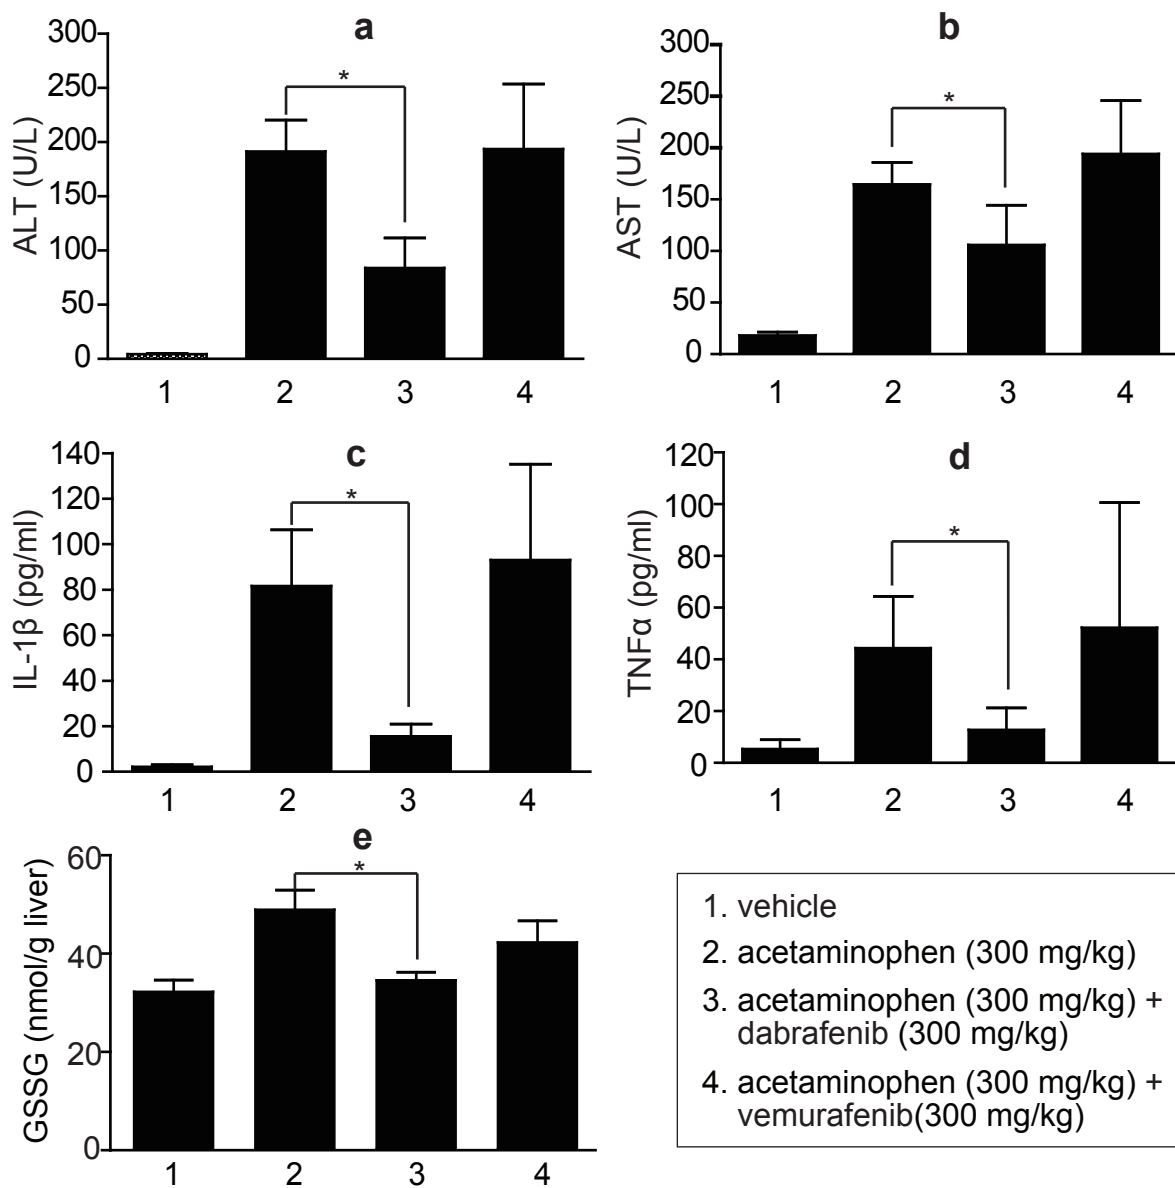 a
300
250
200
150
100
50
0
ALT (U/L)
*
1 2 3 4
b
300
250
200
150
100
50
0
AST (U/L)
*
1 2 3 4
c
140
120
100
80
60
40
20
0
IL-1β (pg/ml)
*
1 2 3 4
d
120
100
80
60
40
20
0
TNFα (pg/ml)
*
1 2 3 4
e
60
40
20
0
GSSG (nmol/g liver)
*
1 2 3 4
1. vehicle
2. acetaminophen (300 mg/kg)
3. acetaminophen (300 mg/kg) +
dabrafenib (300 mg/kg)
4. acetaminophen (300 mg/kg) +
vemurafenib(300 mg/kg)